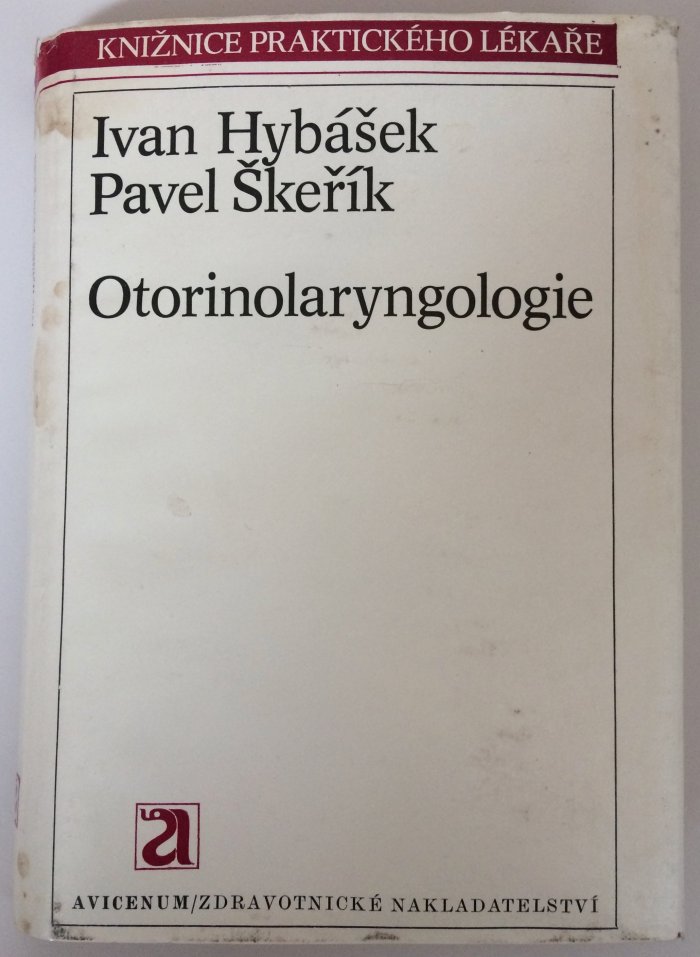 KNIŽNICE PRAKTICKÉHO LÉKAŘE
Ivan Hybášek
Pavel Škeřík
Otorinolaryngologie
a
AVICENUM/ZDRAVOTNICKÉ NAKLADATELSTVÍ